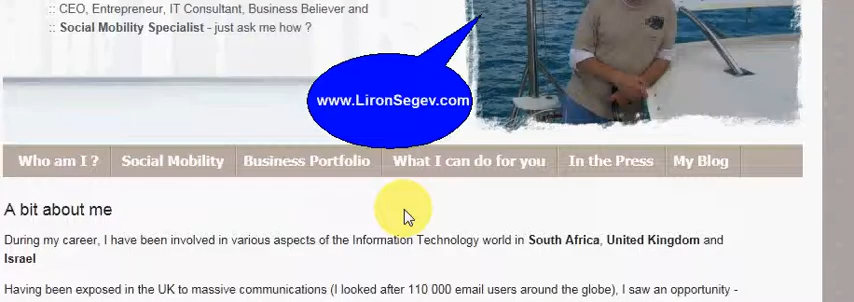 :: CEO, Entrepreneur, IT Consultant, Business Believer and
:: Social Mobility Specialist - just ask me how ?
www.LironSegev.com
Who am I ? Social Mobility Business Portfolio What I can do for you In the Press My Blog
A bit about me
During my career, I have been involved in various aspects of the Information Technology world in South Africa, United Kingdom and
Israel
Having been exposed in the UK to massive communications (I looked after 110 000 email users around the globe), I saw an opportunity -